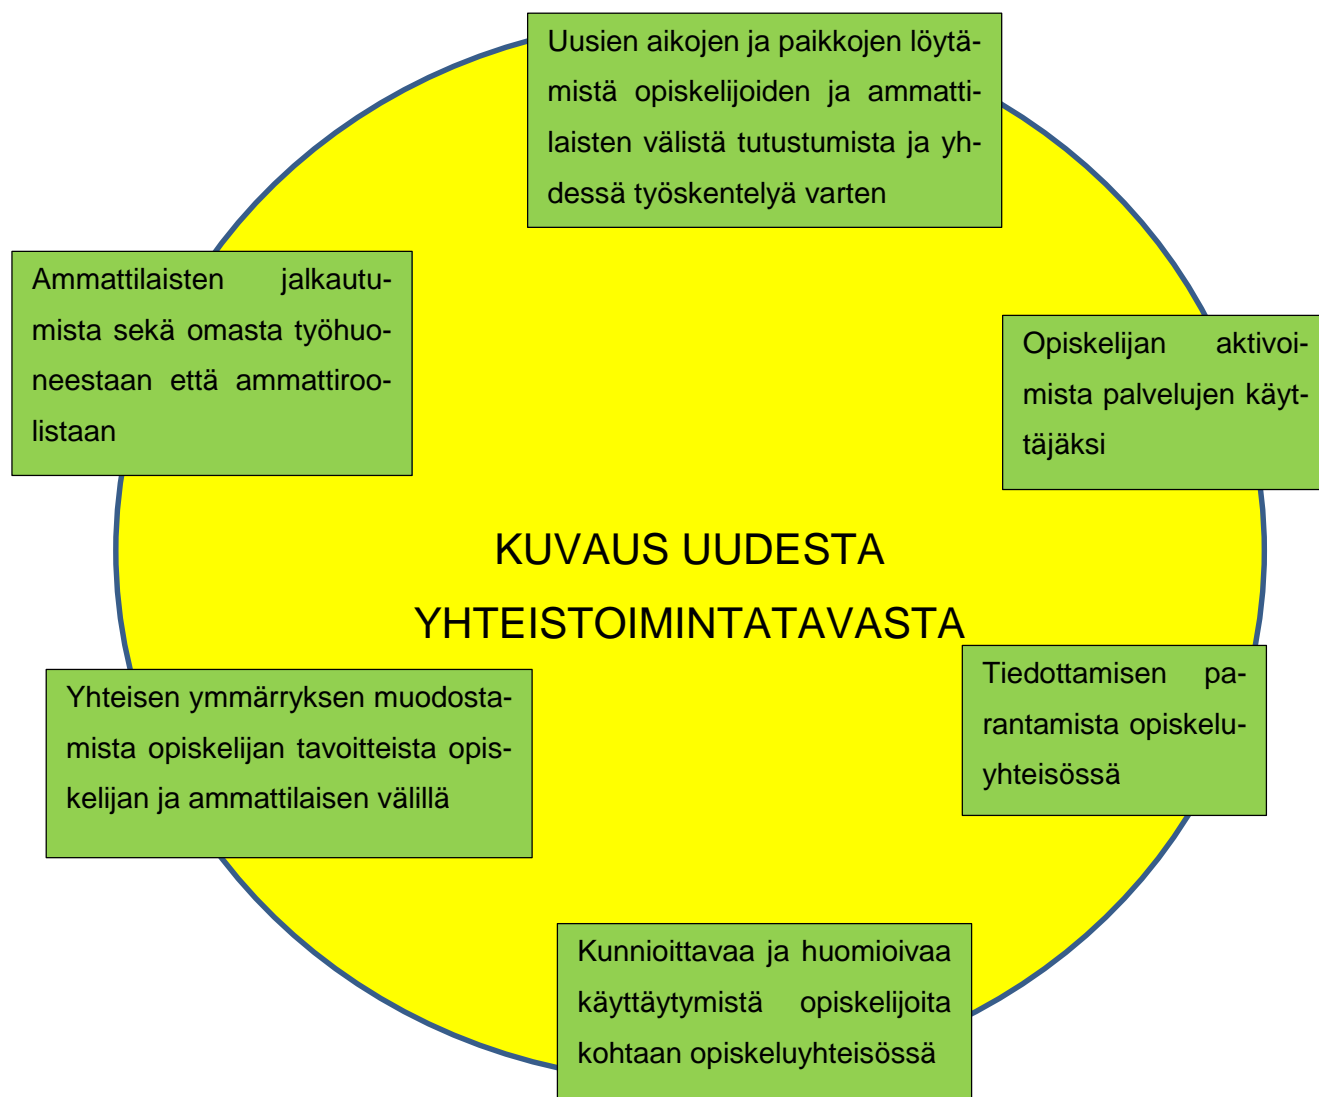 Uusien aikojen ja paikkojen löytä-
mistä opiskelijoiden ja ammatti-
laisten välistä tutustumista ja yh-
dessä työskentelyä varten
Ammattilaisten jalkautu-
mista sekä omasta työhuo-
neestaan että ammattiroo-
listaan
Opiskelijan aktivoi-
mista palvelujen käyt-
täjäksi
KUVAUS UUDESTA
YHTEISTOIMINTATAVASTA
Yhteisen ymmärryksen muodosta-
mista opiskelijan tavoitteista opis-
kelijan ja ammattilaisen välillä
Tiedottamisen pa-
rantamista opiskelu-
yhteisössä
Kunnioittavaa ja huomioivaa
käyttäytymistä opiskelijoita
kohtaan opiskeluyhteisössä